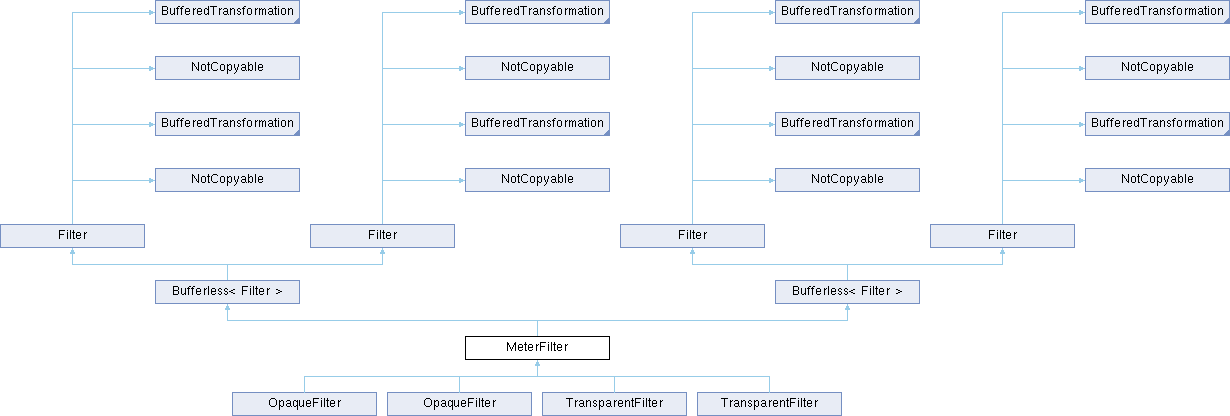 BufferedTransformation BufferedTransformation BufferedTransformation BufferedTransformation
NotCopyable NotCopyable NotCopyable NotCopyable
BufferedTransformation BufferedTransformation BufferedTransformation BufferedTransformation
NotCopyable NotCopyable NotCopyable NotCopyable
Filter Filter Filter Filter
Bufferless< Filter > Bufferless< Filter >
MeterFilter
OpaqueFilter OpaqueFilter TransparentFilter TransparentFilter